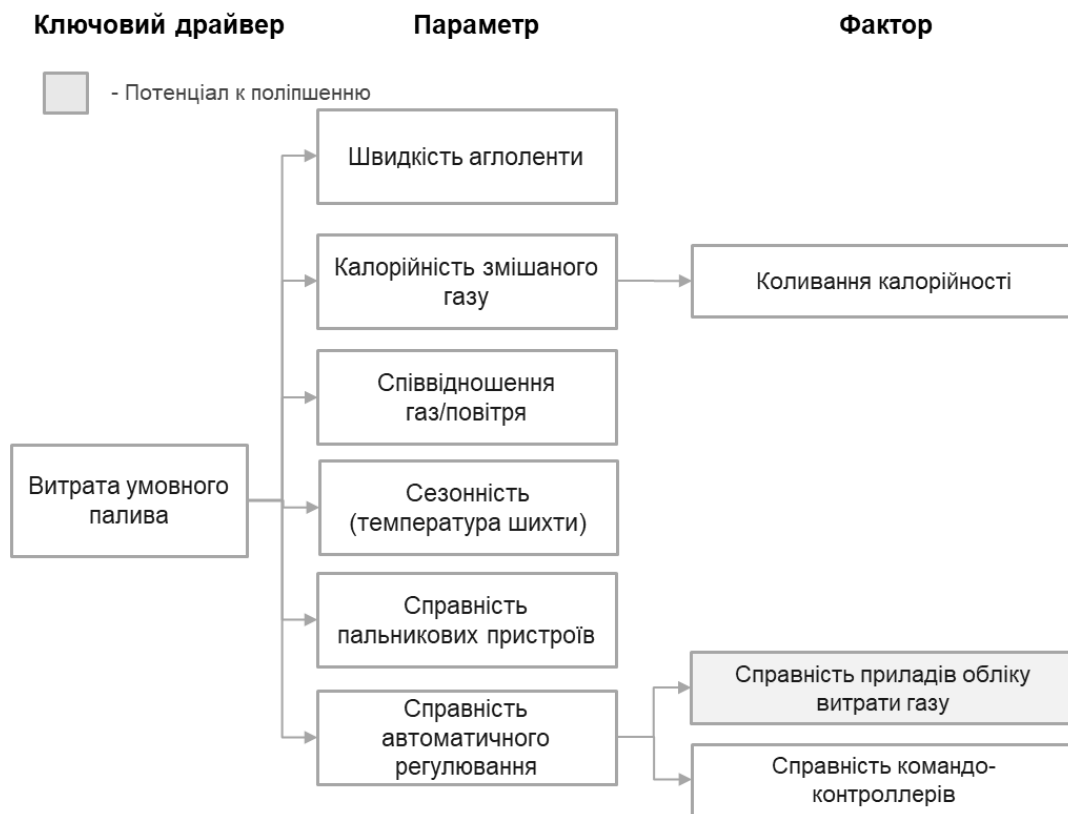 Ключовий драйвер
Параметр
Фактор
- Потенціал к поліпшенню
Швидкість аглоленти
Калорійність змішаного
газу
Коливання калорійності
Співвідношення
газ/повітря
Витрата умовного
палива
Сезонність
(температура шихти)
Справність
пальникових пристроїв
Справність
автоматичного
регулювання
Справність приладів обліку
витрати газу
Справність командо-
контроллерів